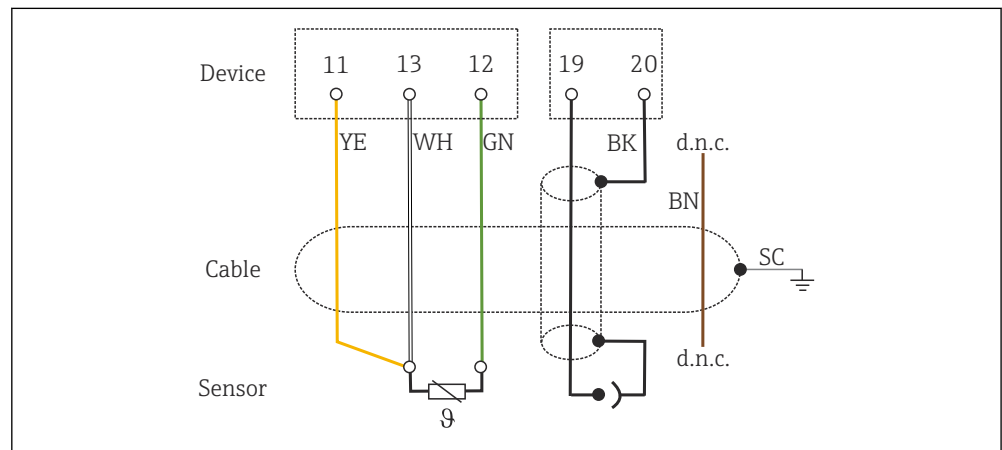 Device 11 13 12 19 20
YE WH GN BK d.n.c.
BN
Cable SC
d.n.c.
Sensor
ϑ